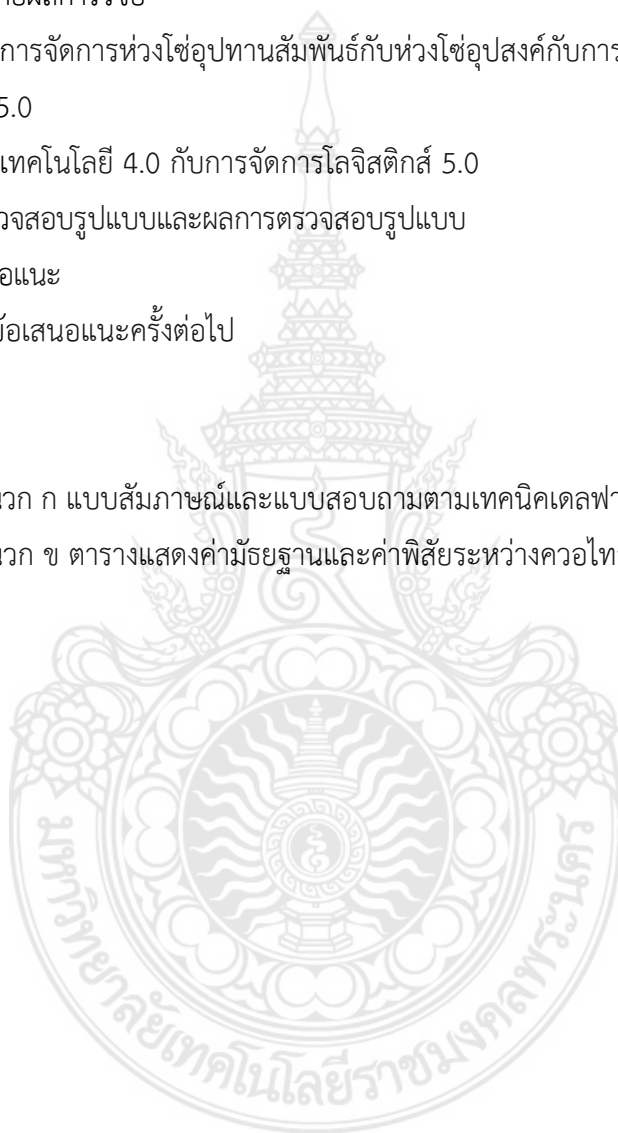 การจัดการห่วงโซ่อุปทานสัมพันธ์กับห่วงโซ่อุปสงค์กับการ
5.0
เทคโนโลยี 4.0 กับการจัดการโลจิสติกส์ 5.0
วจสอบรูปแบบและผลการตรวจสอบรูปแบบ
อแนะ
ข้อเสนอแนะครั้งต่อไป
นวก ก แบบสัมภาษณ์และแบบสอบถามตามเทคนิคเดลฟา
นวก ข ตารางแสดงค่ามัธยฐานและค่าพิสัยระหว่างควอไท
มหาวิทยาลัยเทคโนโลยีราชมงคลพระนคร